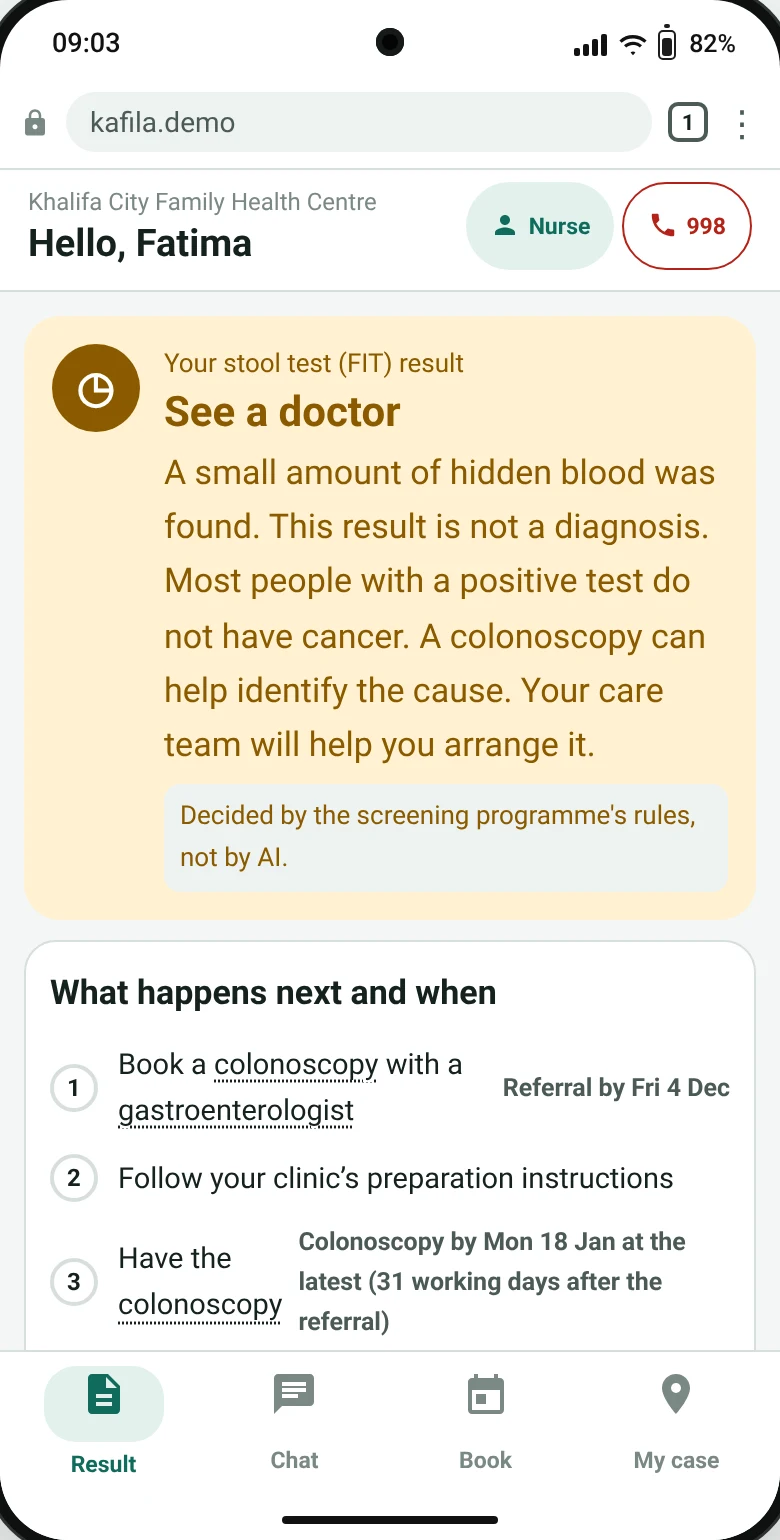 09:03
82%
kafila.demo
1
Khalifa City Family Health Centre
Hello, Fatima
Nurse
998
Your stool test (FIT) result
See a doctor
A small amount of hidden blood was
found. This result is not a diagnosis.
Most people with a positive test do
not have cancer. A colonoscopy can
help identify the cause. Your care
team will help you arrange it.
Decided by the screening programme's rules,
not by AI.
What happens next and when
1
Book a colonoscopy with a
gastroenterologist
Referral by Fri 4 Dec
2
Follow your clinic’s preparation instructions
3
Have the
colonoscopy
Colonoscopy by Mon 18 Jan at the
latest (31 working days after the
referral)
Result
Chat
Book
My case